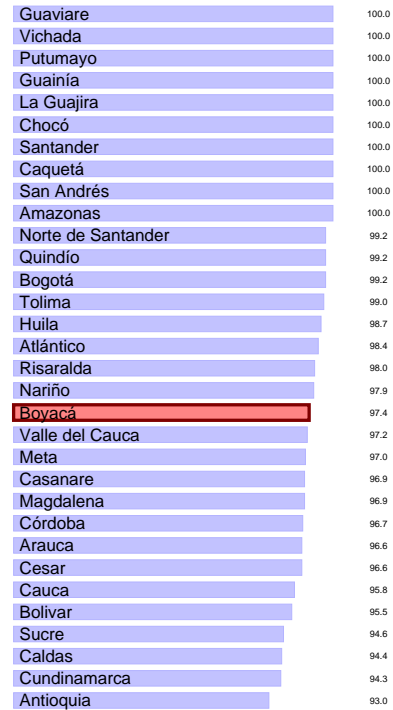 Guaviare 100.0
Vichada 100.0
Putumayo 100.0
Guainía 100.0
La Guajira 100.0
Chocó 100.0
Santander 100.0
Caquetá 100.0
San Andrés 100.0
Amazonas 100.0
Norte de Santander 99.2
Quindío 99.2
Bogotá 99.2
Tolima 99.0
Huila 98.7
Atlántico 98.4
Risaralda 98.0
Nariño 97.9
Boyacá 97.4
Valle del Cauca 97.2
Meta 97.0
Casanare 96.9
Magdalena 96.9
Córdoba 96.7
Arauca 96.6
Cesar 96.6
Cauca 95.8
Bolivar 95.5
Sucre 94.6
Caldas 94.4
Cundinamarca 94.3
Antioquia 93.0